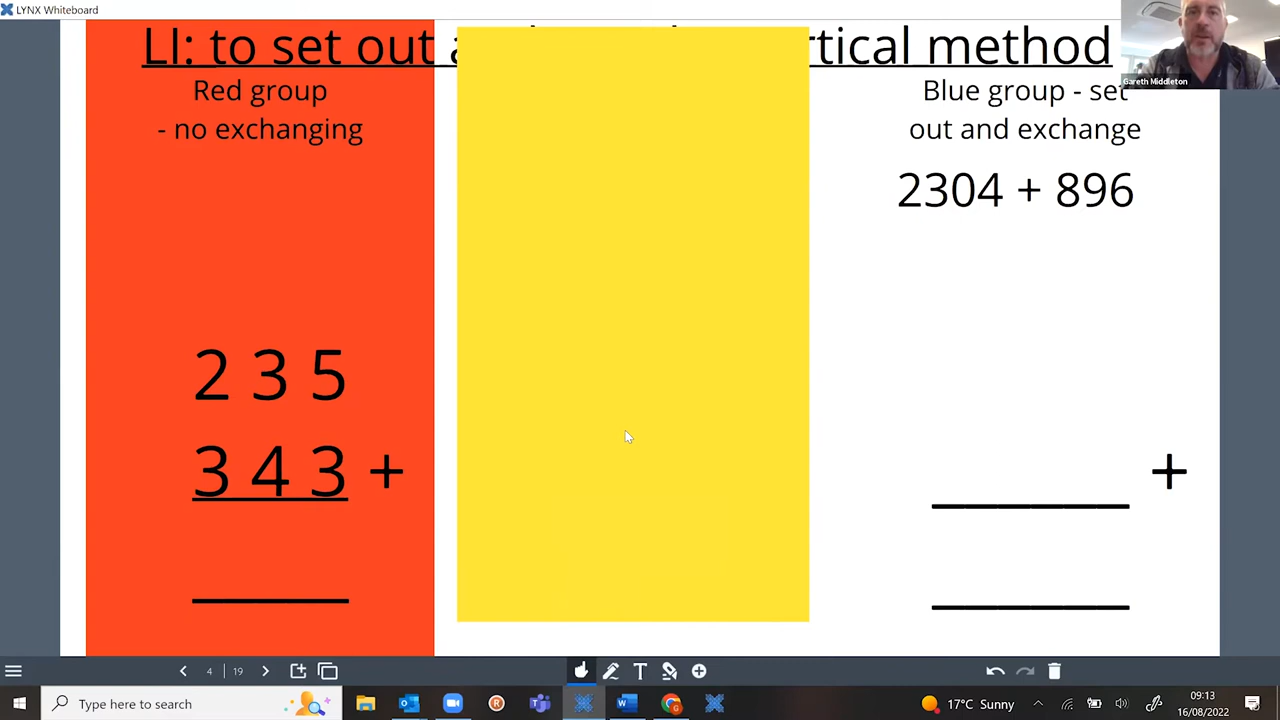 LYNX Whiteboard
LI: to set out
rtical method
Gareth Middleton
Red group
- no exchanging
Blue group - set
out and exchange
2304 + 896
2 3 5
3 4 3 +
+
4 19
T
Type here to search
17°C Sunny
09:13
16/08/2022